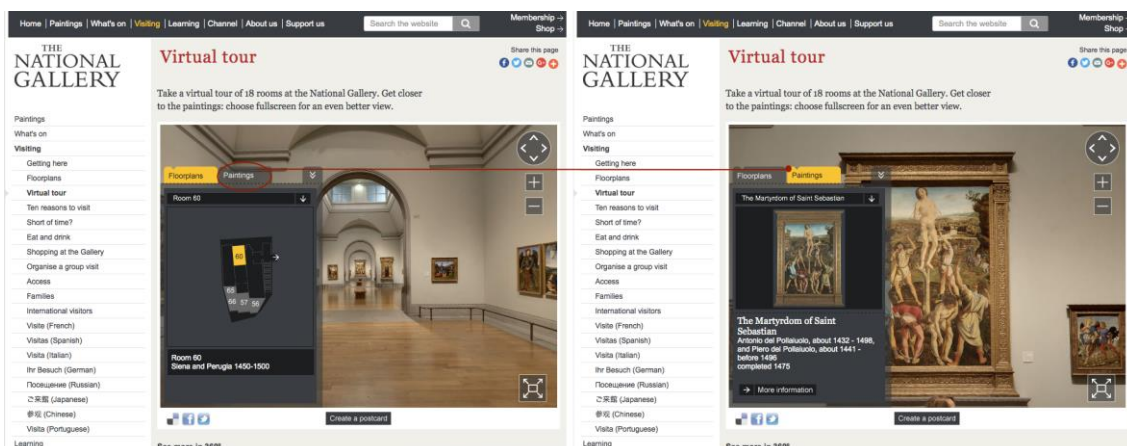 Home | Paintings | What's on | Visiting | Learning | Channel | About us | Support us
Search the website
Membership →
Shop →
THE
NATIONAL
GALLERY
Virtual tour
Share this page
Take a virtual tour of 18 rooms at the National Gallery. Get closer
to the paintings: choose fullscreen for an even better view.
Paintings
What's on
Visiting
Getting here
Floorplans
Virtual tour
Ten reasons to visit
Short of time?
Eat and drink
Shopping at the Gallery
Organise a group visit
Access
Families
International visitors
Visite (French)
Visitas (Spanish)
Visita (Italian)
Ihr Besuch (German)
Посещение (Russian)
ご来館 (Japanese)
参观 (Chinese)
Visita (Portuguese)
Learning
Floorplans
Paintings
Room 60
60
65
66 57 56
Room 60
Siena and Perugia 1450-1500
Create a postcard
Home | Paintings | What's on | Visiting | Learning | Channel | About us | Support us
Search the website
Membership
Shop
THE
NATIONAL
GALLERY
Virtual tour
Share this page
Take a virtual tour of 18 rooms at the National Gallery. Get closer
to the paintings: choose fullscreen for an even better view.
Paintings
What's on
Visiting
Getting here
Floorplans
Virtual tour
Ten reasons to visit
Short of time?
Eat and drink
Shopping at the Gallery
Organise a group visit
Access
Families
International visitors
Visite (French)
Visitas (Spanish)
Visita (Italian)
Ihr Besuch (German)
Посещение (Russian)
ご来館 (Japanese)
参观 (Chinese)
Visita (Portuguese)
Learning
Floorplans
Paintings
The Martyrdom of Saint Sebastian
The Martyrdom of Saint
Sebastian
Antonio del Pollaiuolo, about 1432 - 1498,
and Piero del Pollaiuolo, about 1441 -
before 1496
completed 1475
→ More information
Create a postcard